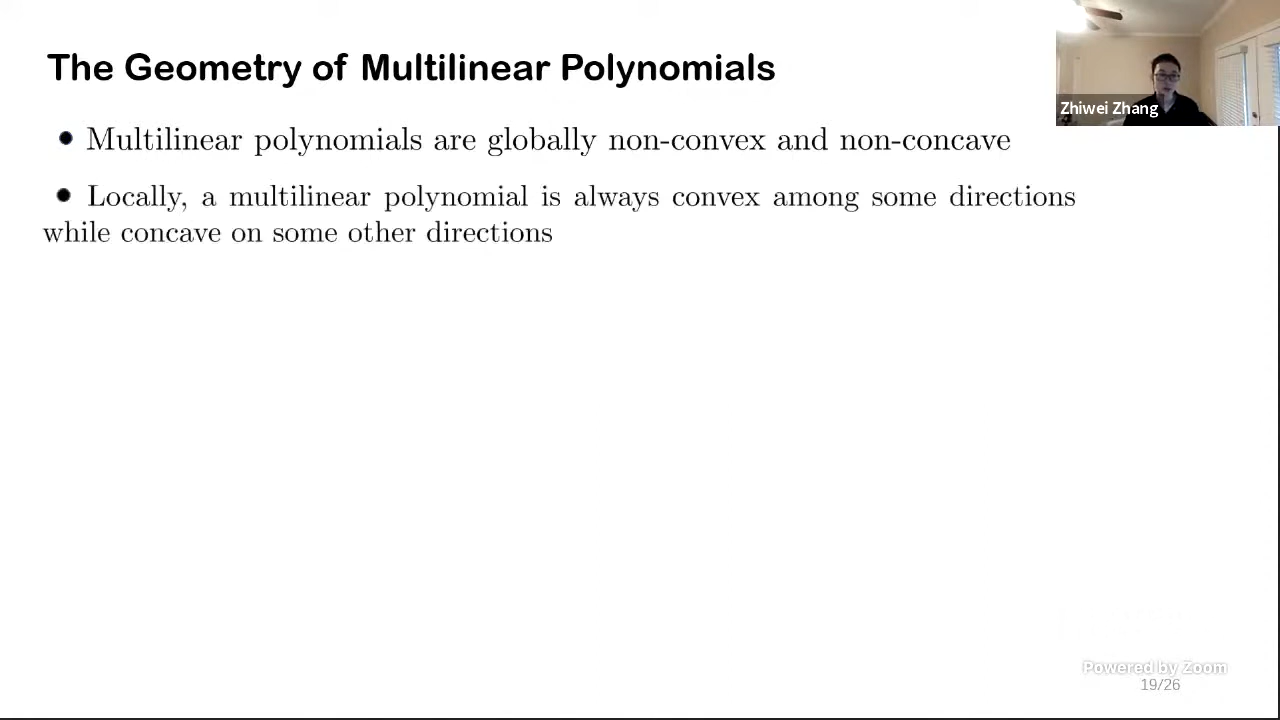 The Geometry of Multilinear Polynomials
Zhiwei Zhang
• Multilinear polynomials are globally non-convex and non-concave
• Locally, a multilinear polynomial is always convex among some directions
while concave on some other directions
Powered by Zoom
19/26